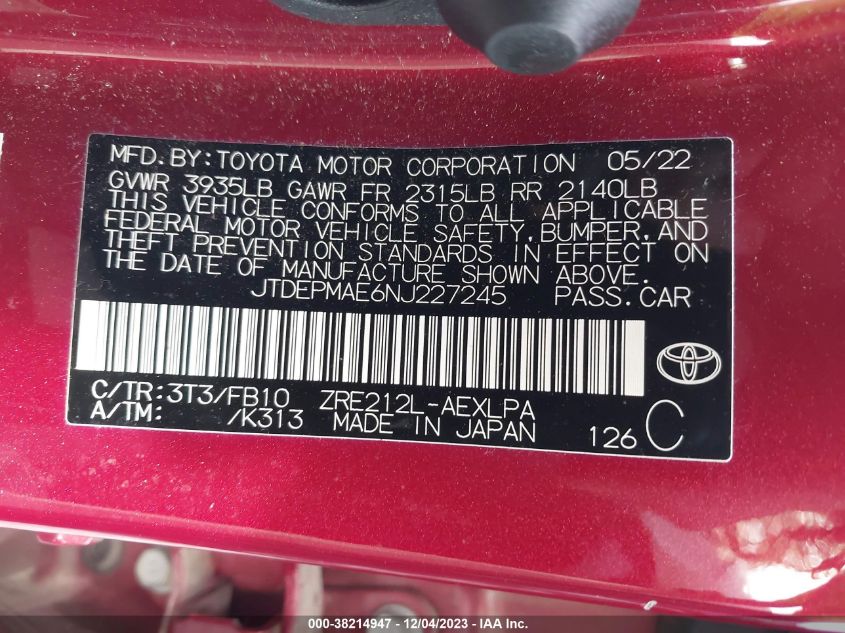 MFD.BY:TOYOTA MOTOR CORPORATION 05/22
GVWR 3935LB GAWR FR 2315LB RR 2140LB
THIS VEHICLE CONFORMS TO ALL APPLICABLE
FEDERAL MOTOR VEHICLE SAFETY,BUMPER,AND
THEFT PREVENTION STANDARDS IN EFFECT ON
THE DATE OF MANUFACTURE SHOWN ABOVE.
JTDEPMAE6NJ227245 PASS.CAR
C/TR:3T3/FB10 ZRE212L-AEXLPA
A/TM: /K313 MADE IN JAPAN 126 C
000-38214947 - 12/04/2023 - IAA Inc.